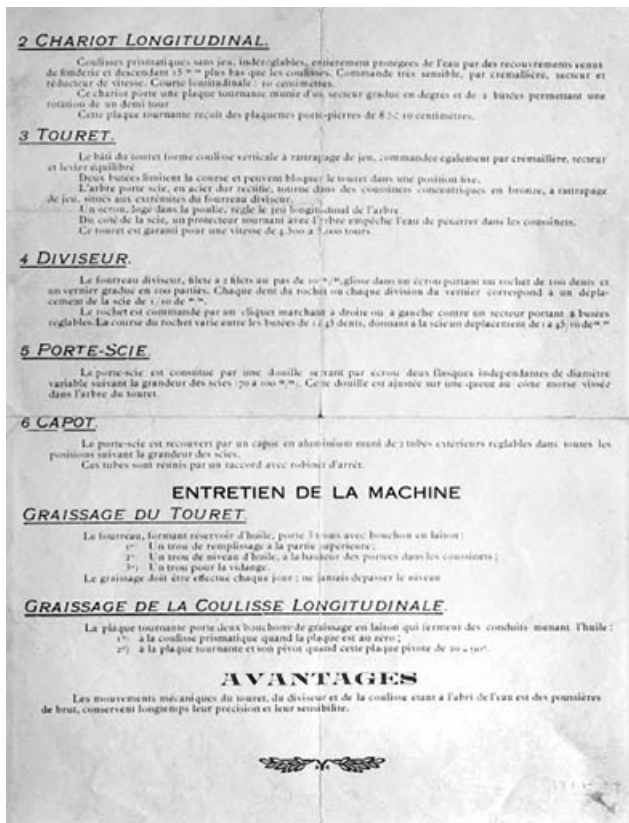 2 CHARIOT LONGITUDINAL.
Coulisses prismatiques sans jeu, indéréglables, entièrement protégées de l'eau par des recouvrements venus
de fonderie et descendant 15 m/m plus bas que les coulisses. Commande très sensible, par crémaillère, secteur et
réducteur de vitesse. Course longitudinale : 10 centimètres.
Ce chariot porte une plaque tournante munie d'un secteur gradué en degrés et de 2 butées permettant une
rotation de un demi tour
Cette plaque tournante reçoit des plaquettes porte-pierres de 8 × 10 centimètres.
3 TOURET.
Le bâti du touret forme coulisse verticale à rattrapage de jeu, commandée également par crémaillère, secteur
et levier équilibré
Deux butées limitent la course et peuvent bloquer le touret dans une position fixe.
L'arbre porte scie, en acier dur rectifié, tourne dans des coussinets concentriques en bronze, à rattrapage
de jeu, situés aux extrémités du fourreau diviseur.
Un écrou, logé dans la poulie, règle le jeu longitudinal de l'arbre
Du côté de la scie, un protecteur tournant avec l'arbre empêche l'eau de pénétrer dans les coussinets.
Ce touret est garanti pour une vitesse de 4.500 à 5.000 tours
4 DIVISEUR.
Le fourreau diviseur, fileté à 2 filets au pas de 10 m/m, glisse dans un écrou portant un rochet de 100 dents et
un vernier gradué en 100 parties. Chaque dent du rochet ou chaque division du vernier correspond à un dépla-
cement de la scie de 1/10 de m/m.
Le rochet est commandé par un cliquet marchant à droite ou à gauche contre un secteur portant 2 butées
réglables. La course du rochet varie entre les butées de 1 à 45 dents, donnant à la scie un déplacement de 1 à 45/10 de m/m
5 PORTE-SCIE.
Le porte-scie est constitué par une douille serrant par écrou deux flasques indépendantes de diamètre
variable suivant la grandeur des scies (70 à 100 m/m). Cette douille est ajustée sur une queue au cône morse vissée
dans l'arbre du touret
6 CAPOT.
Le porte-scie est recouvert par un capot en aluminium muni de 2 tubes extérieurs réglables dans toutes les
positions suivant la grandeur des scies.
Ces tubes sont réunis par un raccord avec robinet d'arrêt.
ENTRETIEN DE LA MACHINE
GRAISSAGE DU TOURET.
Le fourreau, formant réservoir d'huile, porte 3 trous avec bouchon en laiton :
1°) Un trou de remplissage à la partie supérieure ;
2°) Un trou de niveau d'huile, à la hauteur des portées dans les coussinets ;
3°) Un trou pour la vidange.
Le graissage doit être effectué chaque jour ; ne jamais dépasser le niveau
GRAISSAGE DE LA COULISSE LONGITUDINALE.
La plaque tournante porte deux bouchons de graissage en laiton qui ferment des conduits menant l'huile :
1°) à la coulisse prismatique quand la plaque est au zéro ;
2°) à la plaque tournante et son pivot quand cette plaque pivote de 20 - 90°.
AVANTAGES
Les mouvements mécaniques du touret, du diviseur et de la coulisse étant à l'abri de l'eau est des poussières
de brut, conservent longtemps leur précision et leur sensibilité.